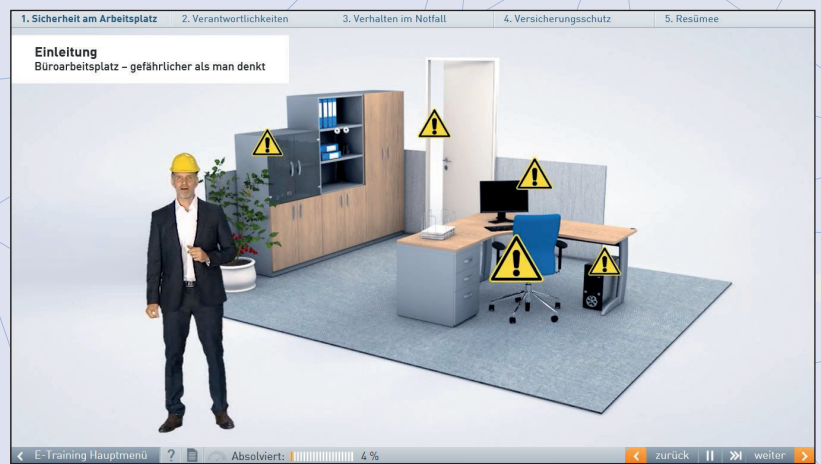 1. Sicherheit am Arbeitsplatz 2. Verantwortlichkeiten 3. Verhalten im Notfall 4. Versicherungsschutz 5. Resümee
Einleitung
Büroarbeitsplatz – gefährlicher als man denkt
E-Training Hauptmenü ? Absolviert: 4 % zurück weiter